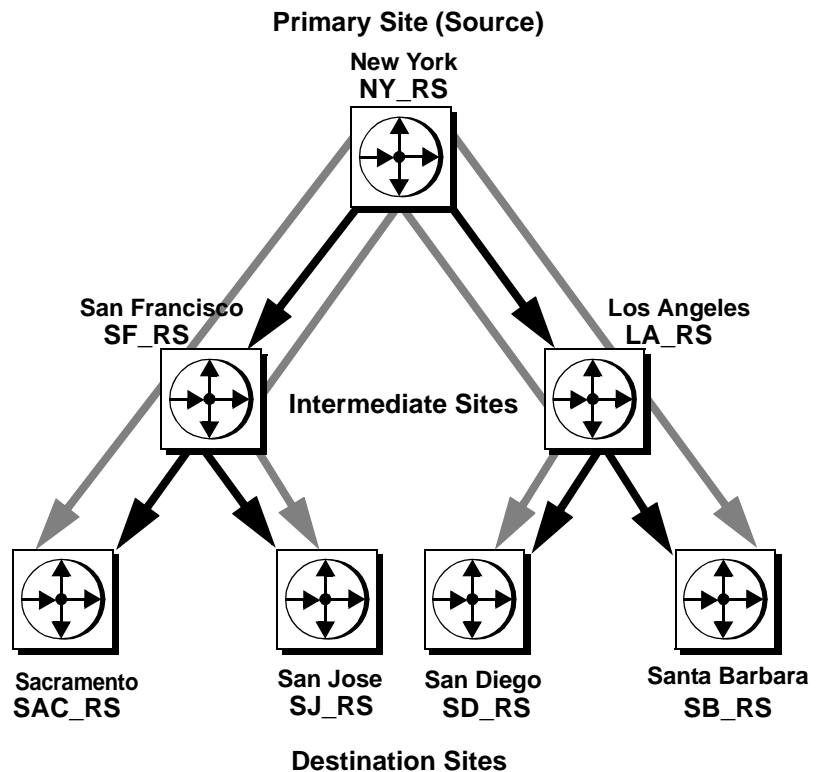 Primary Site (Source)
New York
NY_RS
San Francisco
SF_RS
Los Angeles
LA_RS
Intermediate Sites
Sacramento
SAC_RS
San Jose
SJ_RS
San Diego
SD_RS
Santa Barbara
SB_RS
Destination Sites